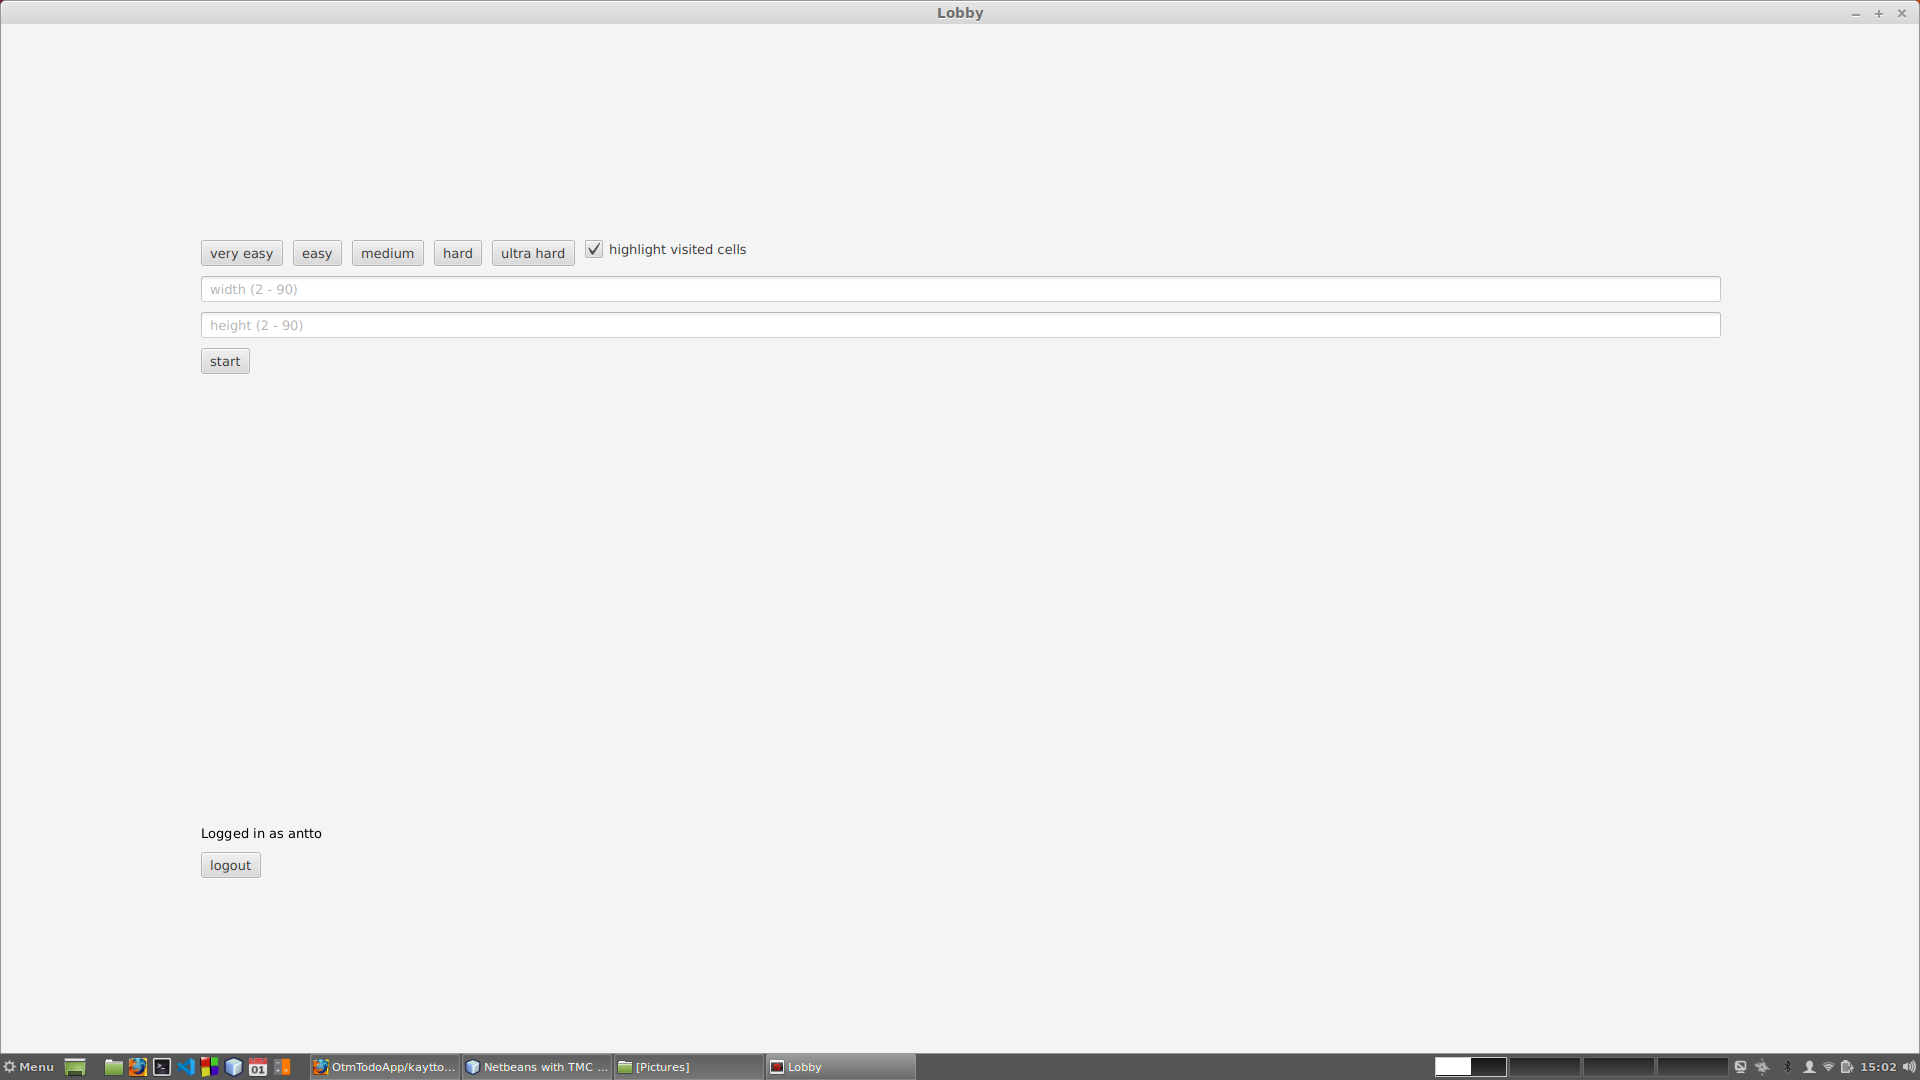 Lobby
very easy easy medium hard ultra hard highlight visited cells
width (2 - 90)
height (2 - 90)
start
Logged in as antto
logout
Menu 01 OtmTodoApp/kaytto... Netbeans with TMC ... [Pictures] Lobby 15:02